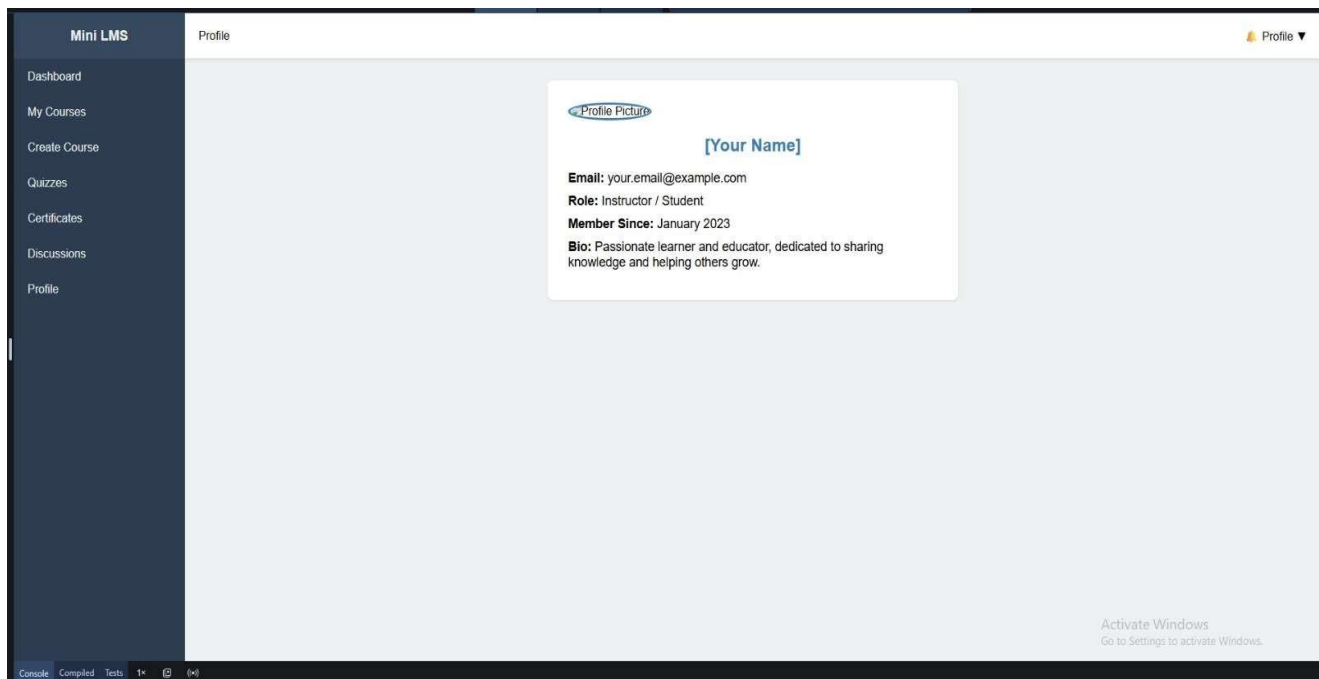 Mini LMS
Profile
Profile ▼
Dashboard
My Courses
Create Course
Quizzes
Certificates
Discussions
Profile
Profile Picture
[Your Name]
Email: your.email@example.com
Role: Instructor / Student
Member Since: January 2023
Bio: Passionate learner and educator, dedicated to sharing
knowledge and helping others grow.
Activate Windows
Go to Settings to activate Windows.
Console Compiled Tests 1×